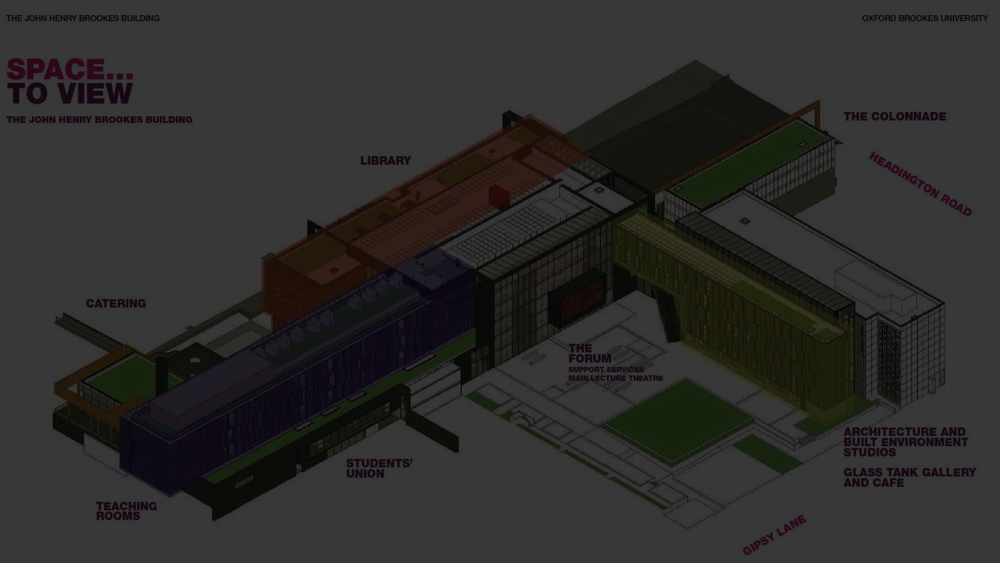 THE JOHN HENRY BROOKES BUILDING
OXFORD BROOKES UNIVERSITY
SPACE...
TO VIEW
THE JOHN HENRY BROOKES BUILDING
THE COLONNADE
HEADINGTON ROAD
LIBRARY
CATERING
THE
FORUM
SUPPORT SERVICES
MAIN LECTURE THEATRE
ARCHITECTURE AND
BUILT ENVIRONMENT
STUDIOS
GLASS TANK GALLERY
AND CAFE
STUDENTS’
UNION
TEACHING
ROOMS
GIPSY LANE